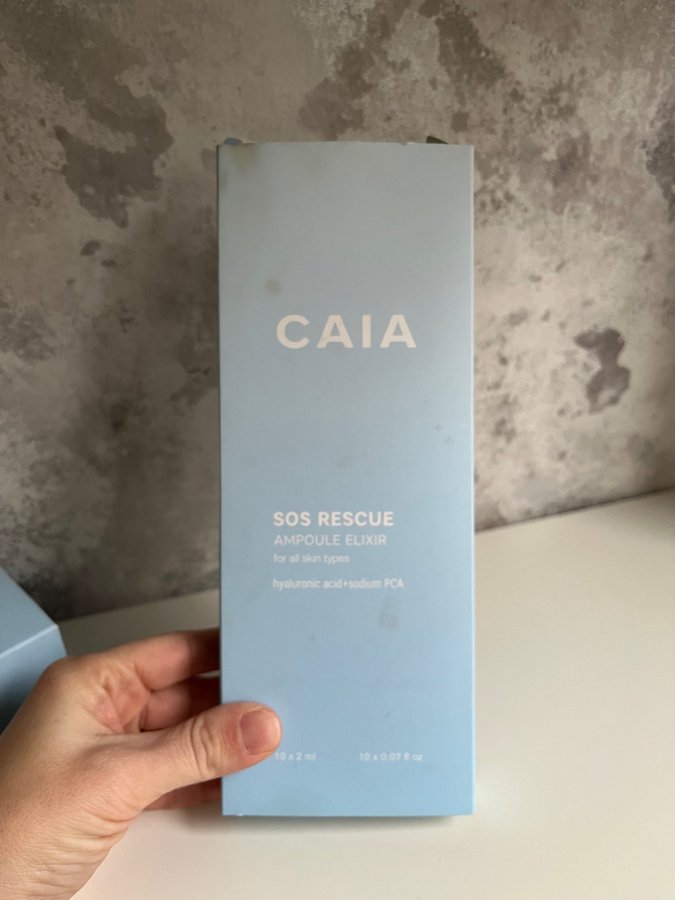 CAIA
SOS RESCUE
AMPOULE ELIXIR
for all skin types
hyaluronic acid+sodium PCA
10 x 2 ml 10 x 0.07 fl oz